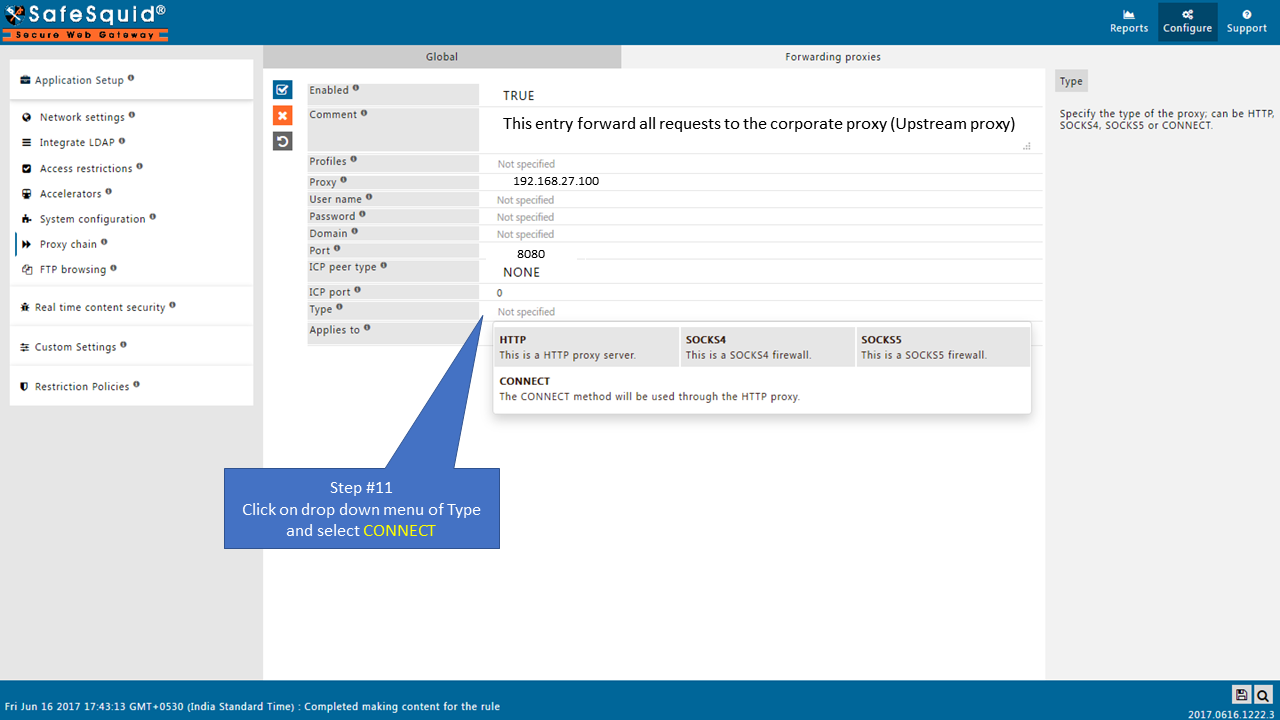 SafeSquid®
Secure Web Gateway
Reports
Configure
Support
Application Setup
Network settings
Integrate LDAP
Access restrictions
Accelerators
System configuration
Proxy chain
FTP browsing
Real time content security
Custom Settings
Restriction Policies
Global
Forwarding proxies
Enabled
TRUE
Comment
This entry forward all requests to the corporate proxy (Upstream proxy)
Profiles
Not specified
Proxy
192.168.27.100
User name
Not specified
Password
Not specified
Domain
Not specified
Port
8080
ICP peer type
NONE
ICP port
0
Type
Not specified
Applies to
HTTP
This is a HTTP proxy server.
SOCKS4
This is a SOCKS4 firewall.
SOCKS5
This is a SOCKS5 firewall.
CONNECT
The CONNECT method will be used through the HTTP proxy.
Step #11
Click on drop down menu of Type
and select CONNECT
Type
Specify the type of the proxy; can be HTTP,
SOCKS4, SOCKS5 or CONNECT.
Fri Jun 16 2017 17:43:13 GMT+0530 (India Standard Time) : Completed making content for the rule
2017.0616.1222.3